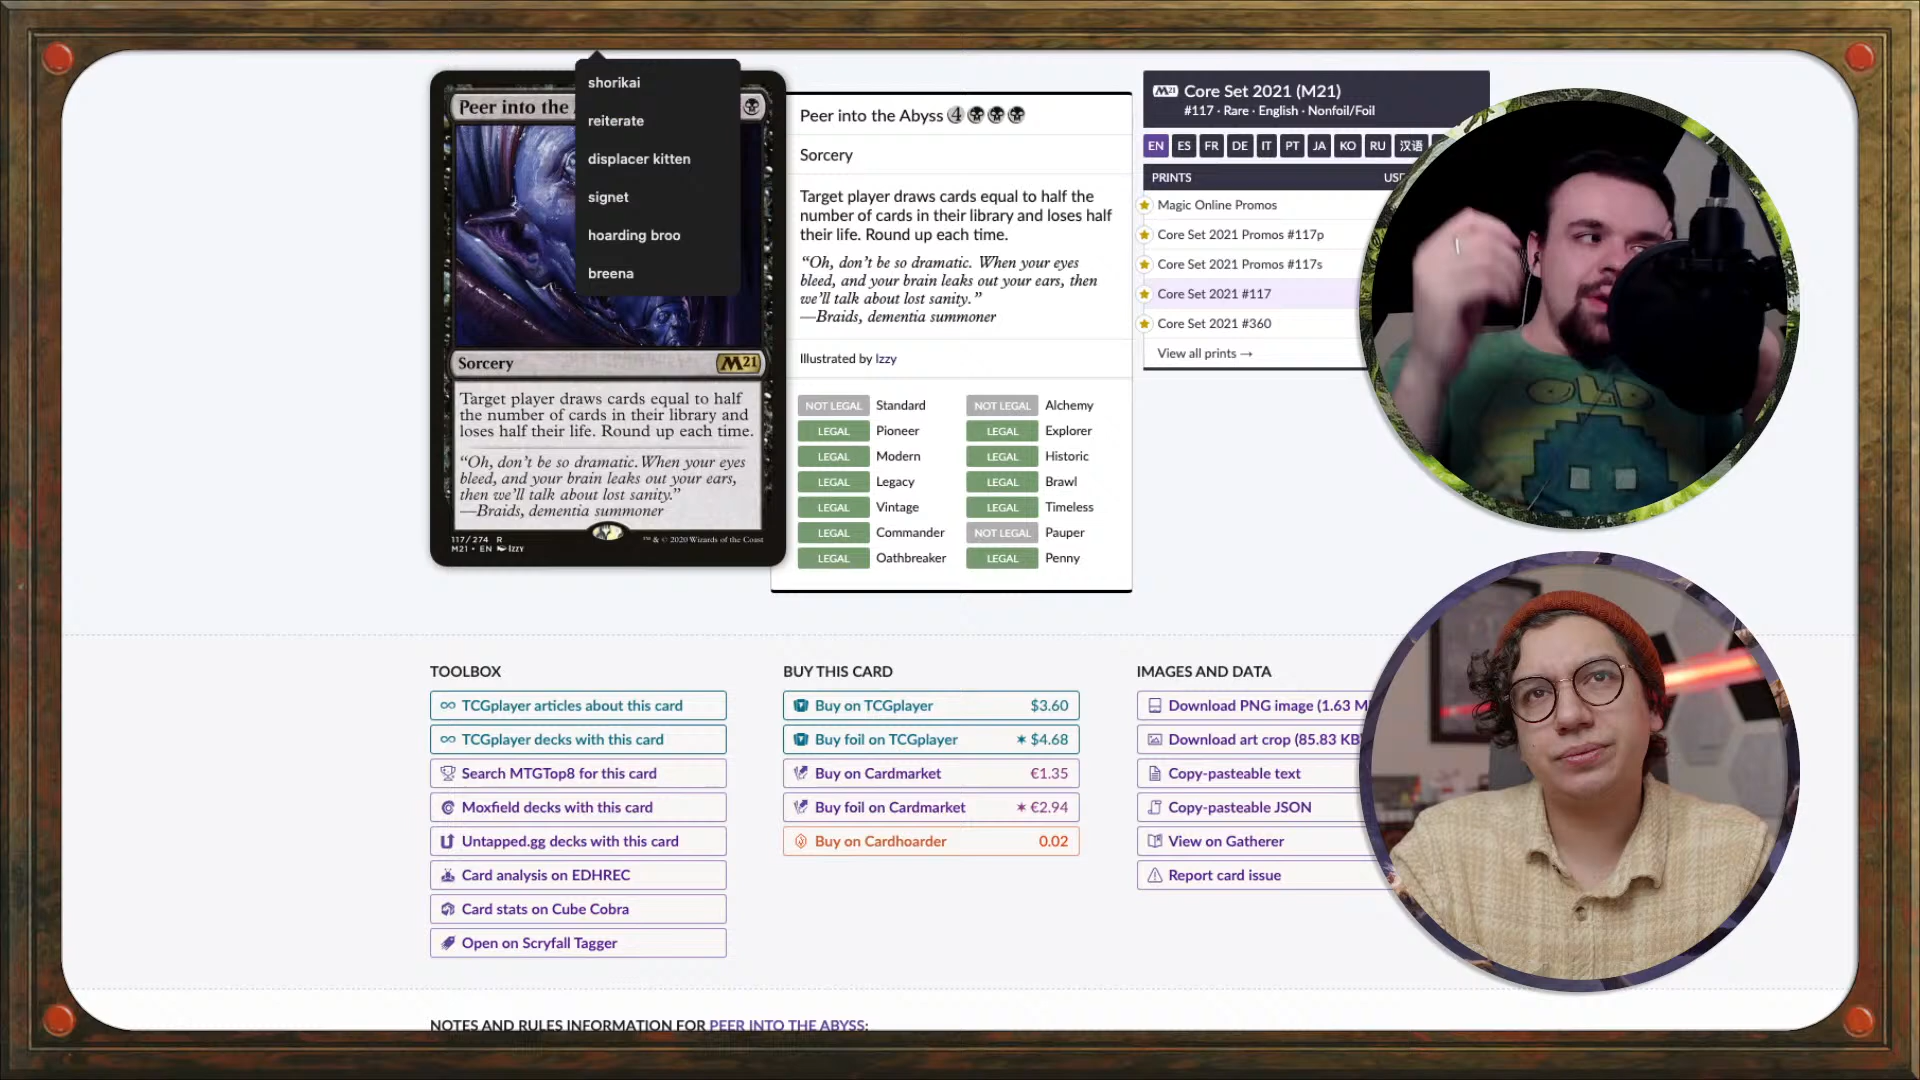 Peer into the
shorikai
reiterate
displacer kitten
signet
hoarding broo
breena
Sorcery
M21
Target player draws cards equal to half
the number of cards in their library and
loses half their life. Round up each time.
“Oh, don’t be so dramatic. When your eyes
bleed, and your brain leaks out your ears,
then we’ll talk about lost sanity.”
—Braids, dementia summoner
117/274 R
M21 • EN Izzy
™ & © 2020 Wizards of the Coast
Peer into the Abyss 4
Sorcery
Target player draws cards equal to half the
number of cards in their library and loses half
their life. Round up each time.
“Oh, don’t be so dramatic. When your eyes
bleed, and your brain leaks out your ears, then
we’ll talk about lost sanity.”
—Braids, dementia summoner
Illustrated by Izzy
NOT LEGAL Standard NOT LEGAL Alchemy
LEGAL Pioneer LEGAL Explorer
LEGAL Modern LEGAL Historic
LEGAL Legacy LEGAL Brawl
LEGAL Vintage LEGAL Timeless
LEGAL Commander NOT LEGAL Pauper
LEGAL Oathbreaker LEGAL Penny
M21 Core Set 2021 (M21)
#117 · Rare · English · Nonfoil/Foil
EN ES FR DE IT PT JA KO RU 汉语
PRINTS
Magic Online Promos
Core Set 2021 Promos #117p
Core Set 2021 Promos #117s
Core Set 2021 #117
Core Set 2021 #360
View all prints →
OLD
TOOLBOX
TCGplayer articles about this card
TCGplayer decks with this card
Search MTGTop8 for this card
Moxfield decks with this card
Untapped.gg decks with this card
Card analysis on EDHREC
Card stats on Cube Cobra
Open on Scryfall Tagger
BUY THIS CARD
Buy on TCGplayer $3.60
Buy foil on TCGplayer ✶ $4.68
Buy on Cardmarket €1.35
Buy foil on Cardmarket ✶ €2.94
Buy on Cardhoarder 0.02
IMAGES AND DATA
Download PNG image (1.63 M
Download art crop (85.83 KB)
Copy-pasteable text
Copy-pasteable JSON
View on Gatherer
Report card issue
NOTES AND RULES INFORMATION FOR PEER INTO THE ABYSS: